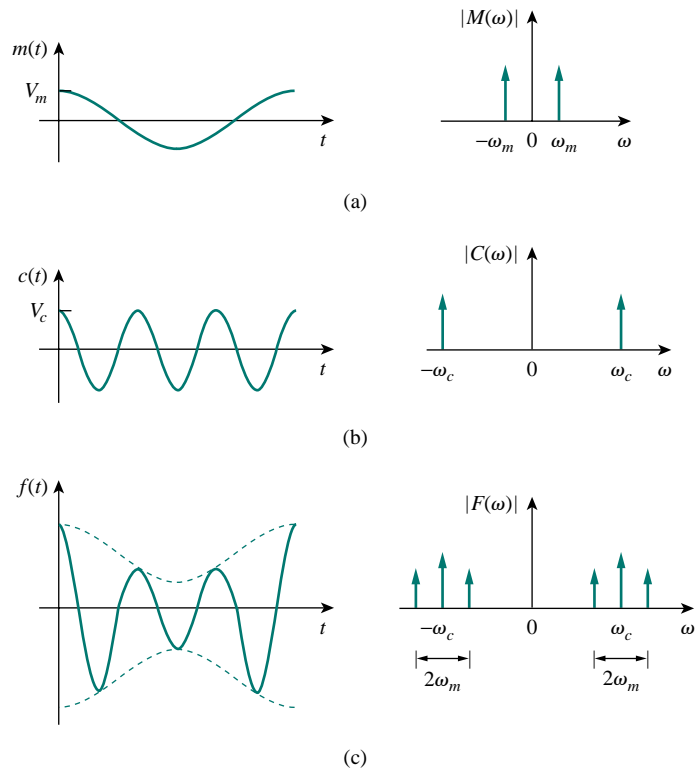 m(t)
V_m
t
|M(ω)|
−ω_m 0 ω_m ω
(a)
c(t)
V_c
t
|C(ω)|
−ω_c 0 ω_c ω
(b)
f(t)
t
|F(ω)|
−ω_c 0 ω_c ω
2ω_m 2ω_m
(c)